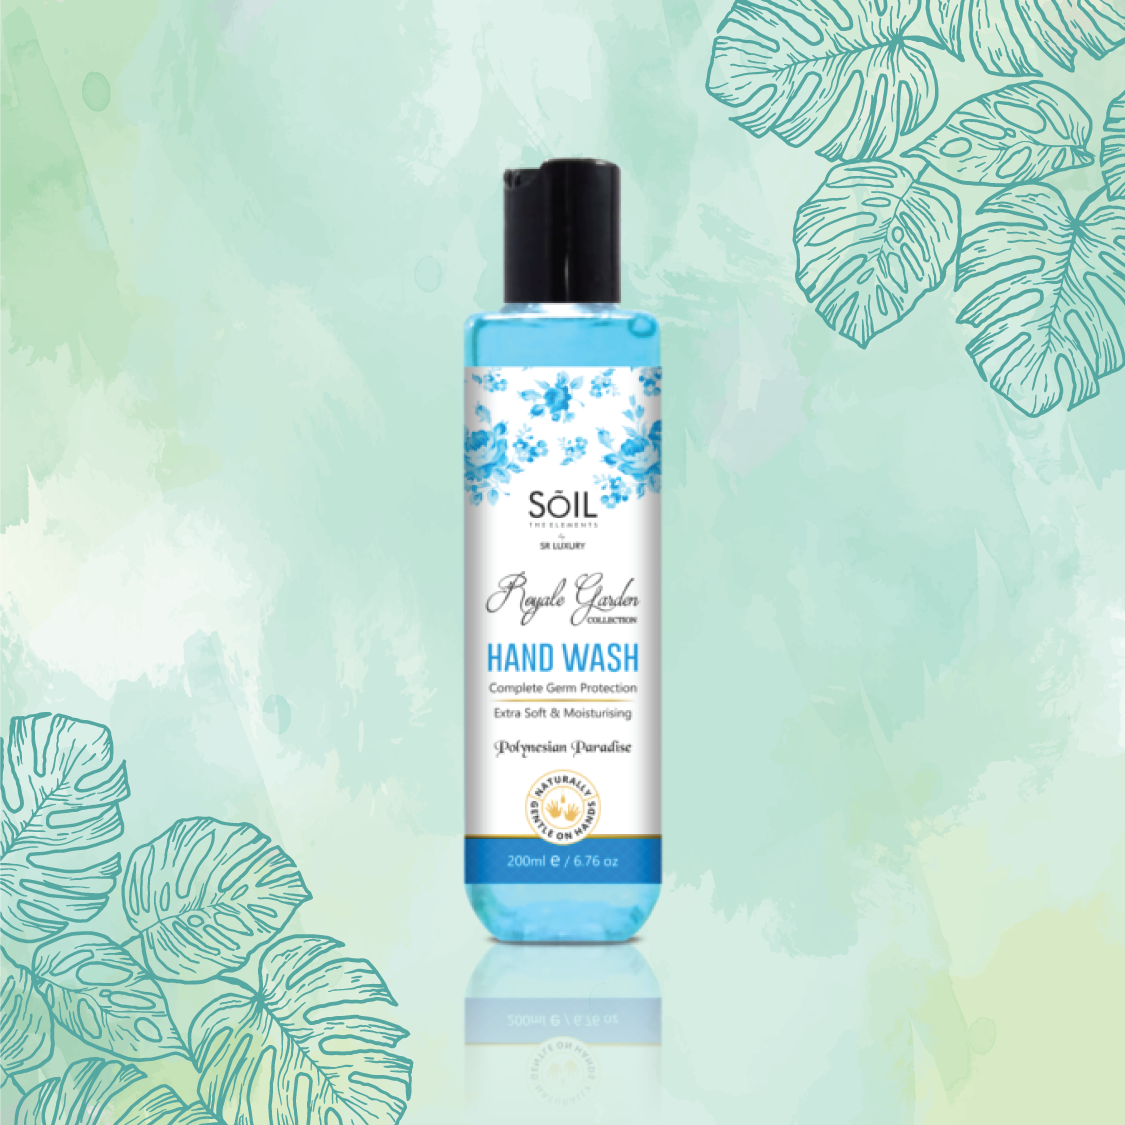 SÕIL
THE ELEMENTS
by
SR LUXURY
Royale Garden
COLLECTION
HAND WASH
Complete Germ Protection
Extra Soft & Moisturising
Polynesian Paradise
NATURALLY
GENTLE ON HANDS
200ml ℮ / 6.76 oz